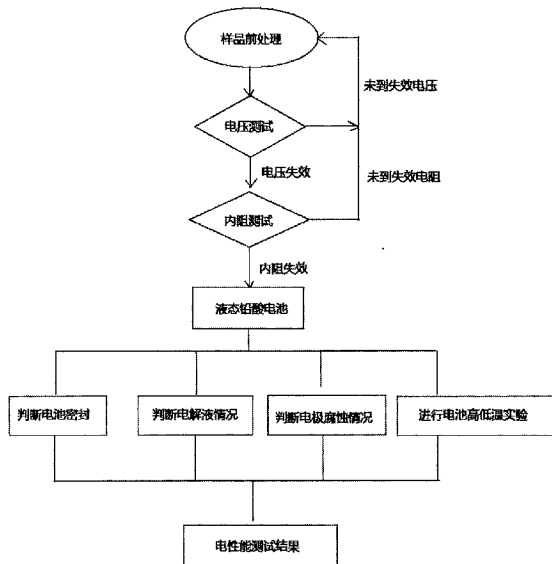 样品前处理
未到失效电压
电压测试
电压失效
未到失效电阻
内阻测试
内阻失效
液态铅酸电池
判断电池密封
判断电解液情况
判断电极腐蚀情况
进行电池高低温实验
电性能测试结果